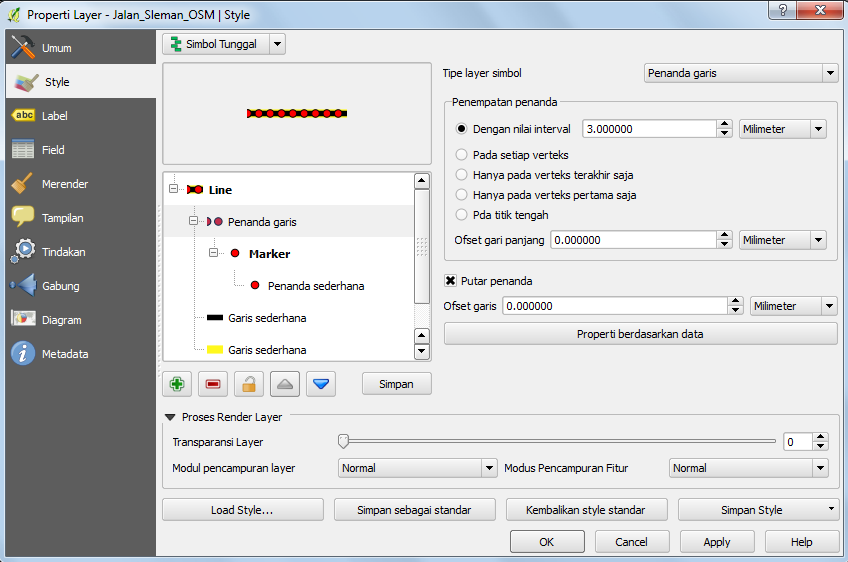 Properti Layer - Jalan_Sleman_OSM | Style
Umum
Style
abc
Label
Field
Merender
Tampilan
Tindakan
Gabung
Diagram
Metadata
Simbol Tunggal
Line
Penanda garis
Marker
Penanda sederhana
Garis sederhana
Garis sederhana
Simpan
Tipe layer simbol
Penanda garis
Penempatan penanda
Dengan nilai interval
3.000000
Milimeter
Pada setiap verteks
Hanya pada verteks terakhir saja
Hanya pada verteks pertama saja
Pda titik tengah
Ofset gari panjang
0.000000
Milimeter
Putar penanda
Ofset garis
0.000000
Milimeter
Properti berdasarkan data
Proses Render Layer
Transparansi Layer
0
Modul pencampuran layer
Normal
Modus Pencampuran Fitur
Normal
Load Style...
Simpan sebagai standar
Kembalikan style standar
Simpan Style
OK
Cancel
Apply
Help